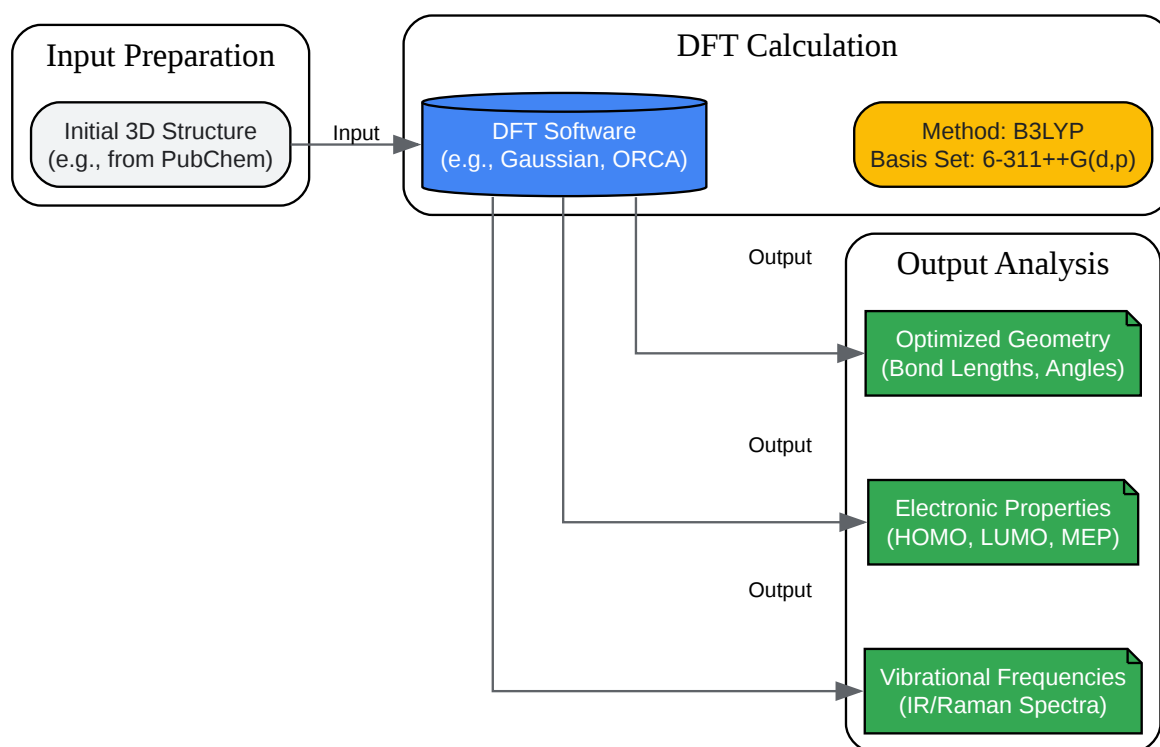 Input Preparation
Initial 3D Structure
(e.g., from PubChem)
Input
DFT Calculation
DFT Software
(e.g., Gaussian, ORCA)
Method: B3LYP
Basis Set: 6-311++G(d,p)
Output Analysis
Output
Optimized Geometry
(Bond Lengths, Angles)
Output
Electronic Properties
(HOMO, LUMO, MEP)
Output
Vibrational Frequencies
(IR/Raman Spectra)